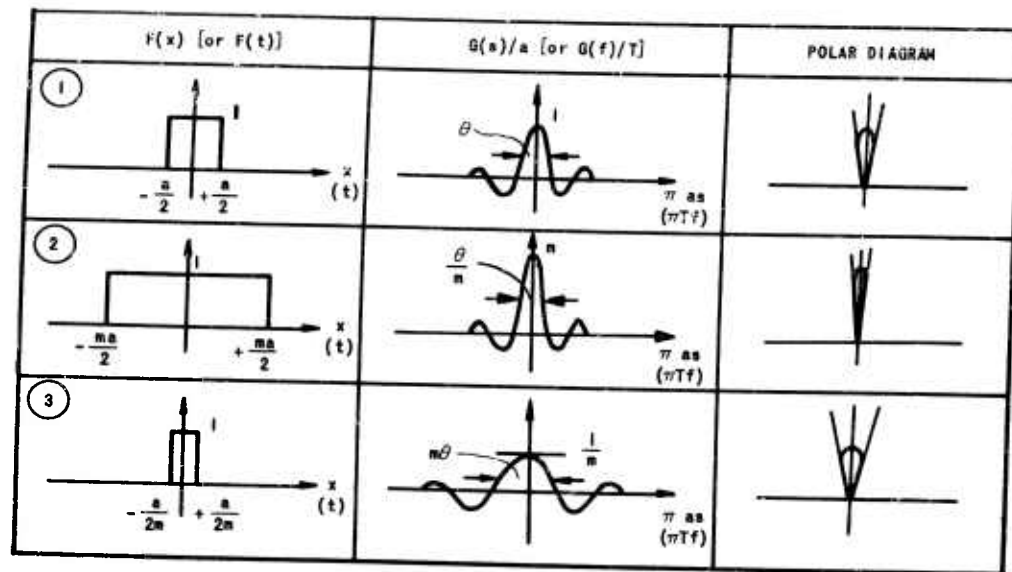 F(x) [or F(t)]
G(s)/a [or G(f)/T]
POLAR DIAGRAM
1
1
x
(t)
-a/2 +a/2
θ
1
π as
(πTf)
2
1
x
(t)
-ma/2 +ma/2
θ/m
m
π as
(πTf)
3
1
x
(t)
-a/2m +a/2m
mθ
1/m
π as
(πTf)